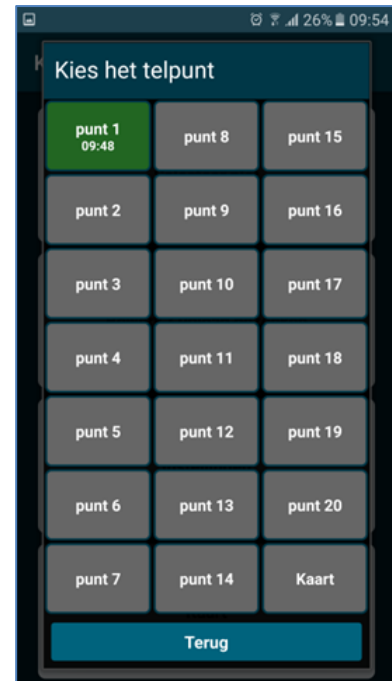 26% 09:54
Kies het telpunt
punt 1 punt 8 punt 15
09:48
punt 2 punt 9 punt 16
punt 3 punt 10 punt 17
punt 4 punt 11 punt 18
punt 5 punt 12 punt 19
punt 6 punt 13 punt 20
punt 7 punt 14 Kaart
Terug